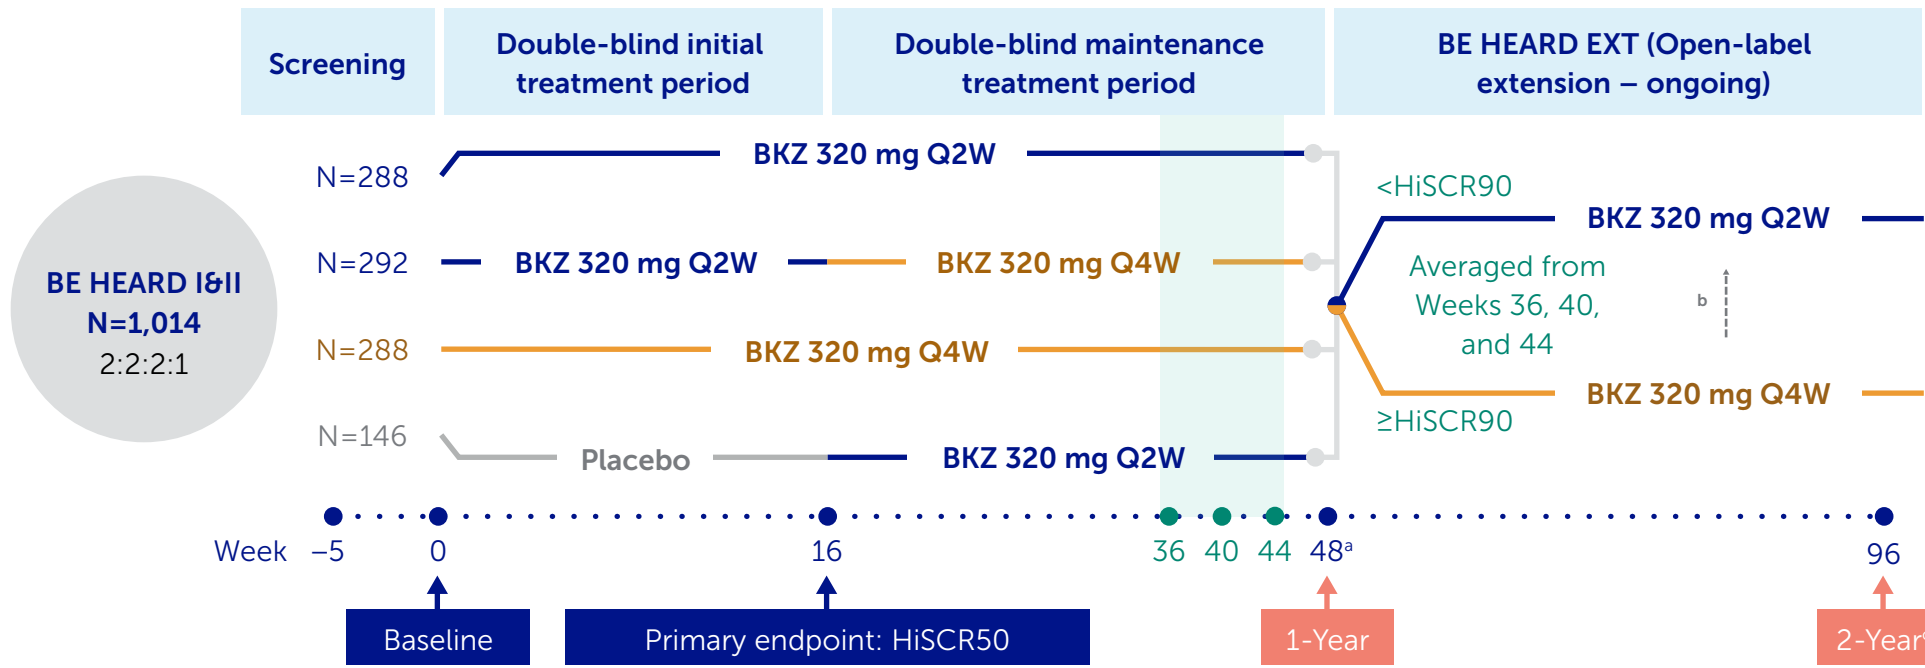 Screening
Double-blind initial
treatment period
Double-blind maintenance
treatment period
BE HEARD EXT (Open-label
extension – ongoing)
BE HEARD I&II
N=1,014
2:2:2:1
N=288
BKZ 320 mg Q2W
N=292
BKZ 320 mg Q2W
BKZ 320 mg Q4W
N=288
BKZ 320 mg Q4W
N=146
Placebo
BKZ 320 mg Q2W
<HiSCR90
BKZ 320 mg Q2W
Averaged from
Weeks 36, 40,
and 44
b
BKZ 320 mg Q4W
≥HiSCR90
Week –5 0 16 36 40 44 48ᵃ 96
Baseline
Primary endpoint: HiSCR50
1-Year
2-Year